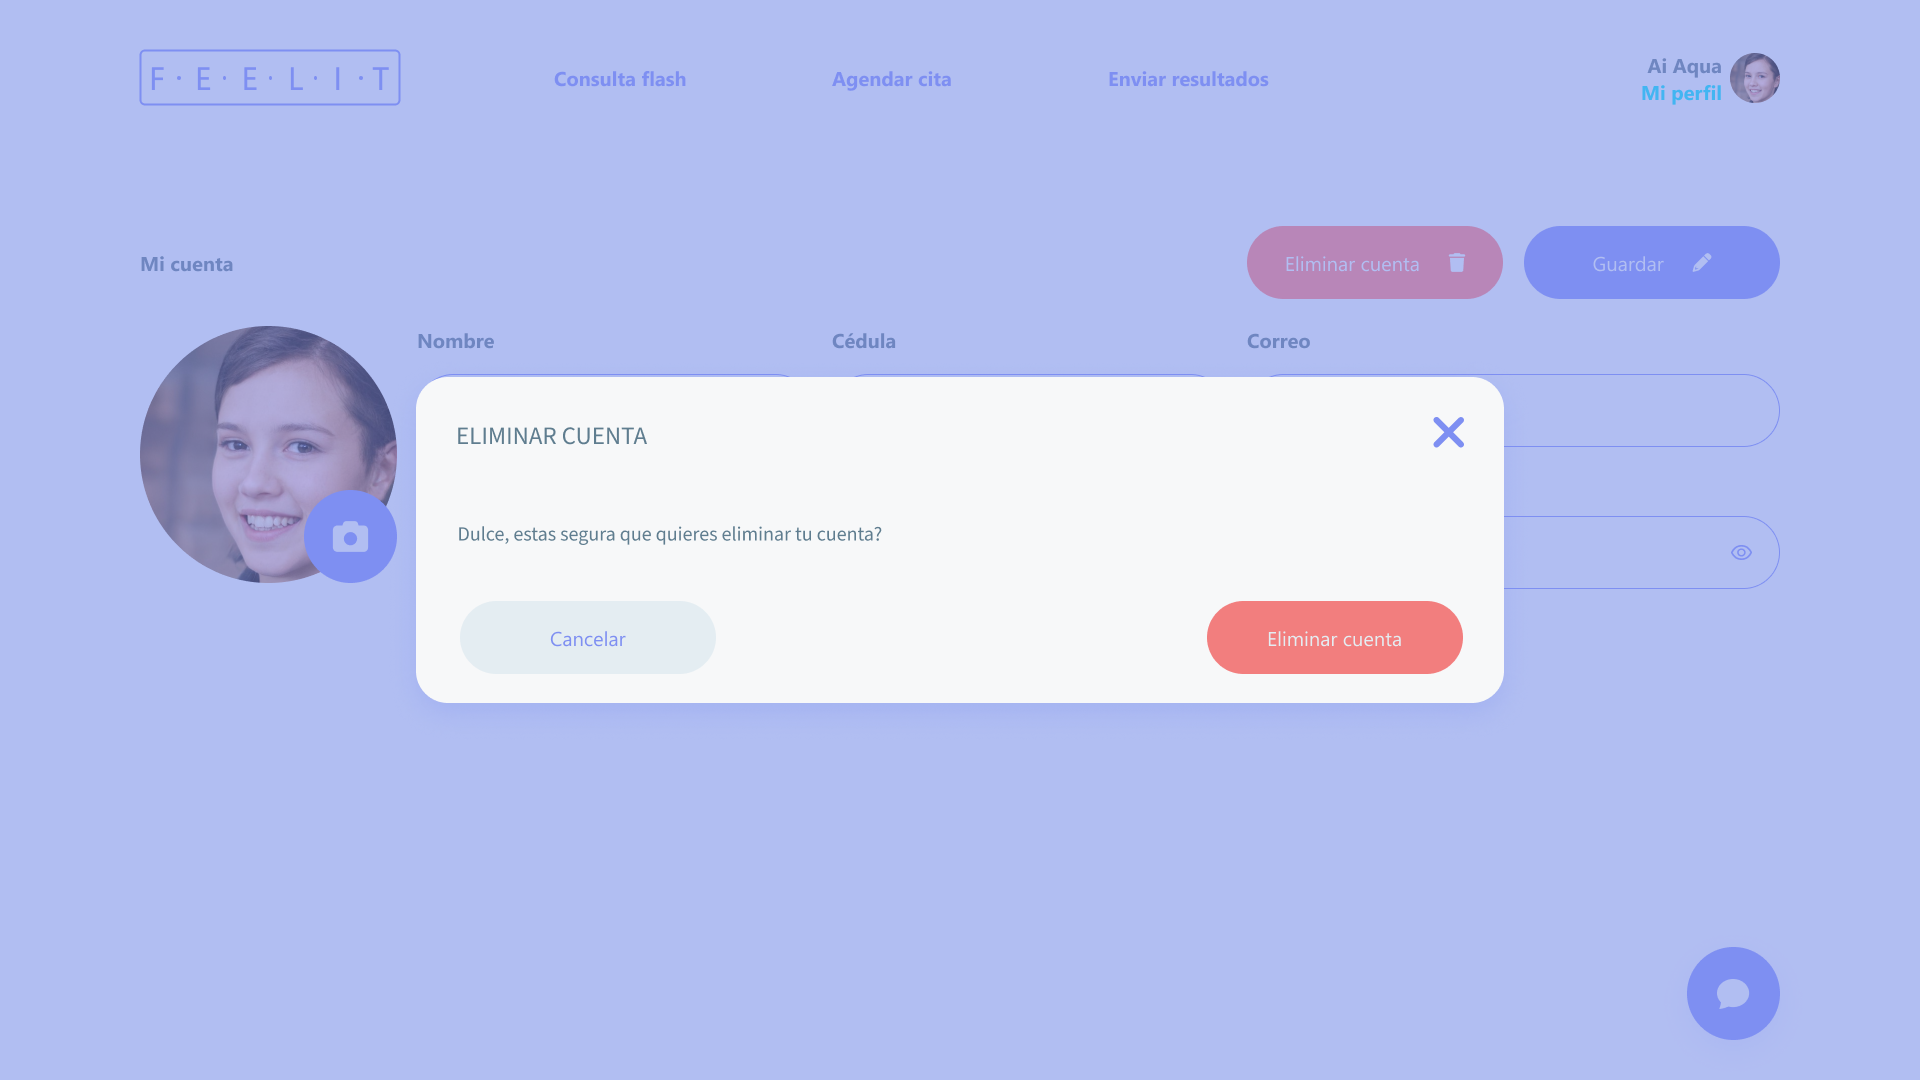 F·E·E·L·I·T
Consulta flash
Agendar cita
Enviar resultados
Ai Aqua
Mi perfil
Mi cuenta
Eliminar cuenta
Guardar
Nombre
Cédula
Correo
ELIMINAR CUENTA
Dulce, estas segura que quieres eliminar tu cuenta?
Cancelar
Eliminar cuenta